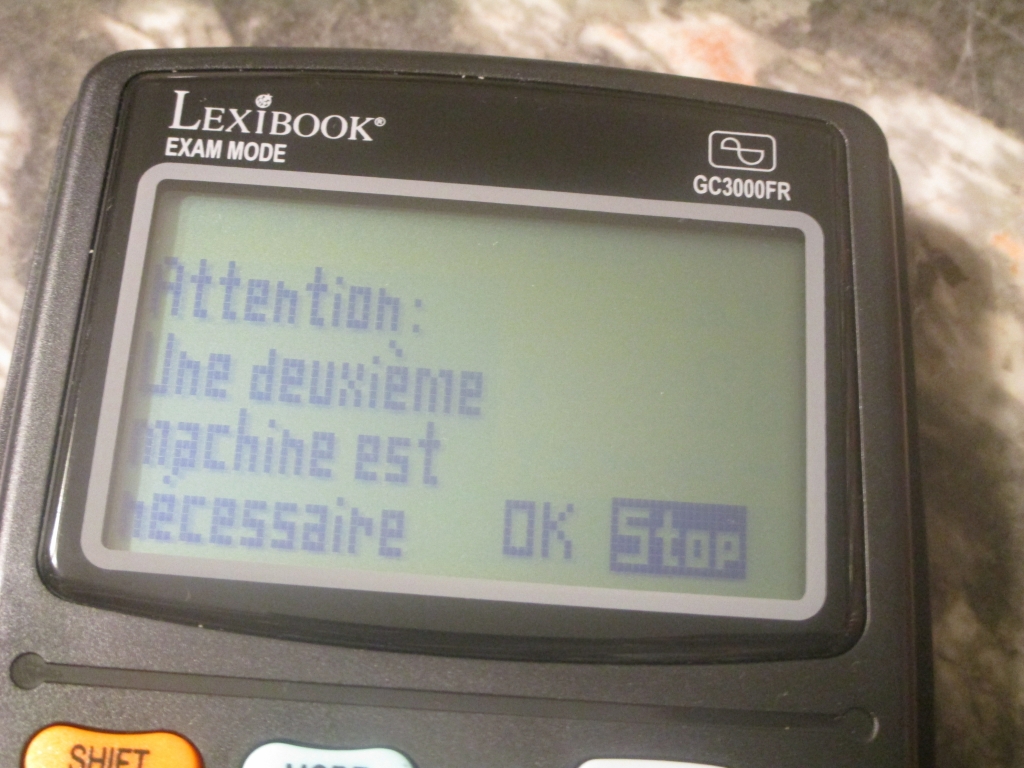 LEXIBOOK®
EXAM MODE
GC3000FR
Attention:
Une deuxième
machine est
nécessaire OK Stop
SHIFT